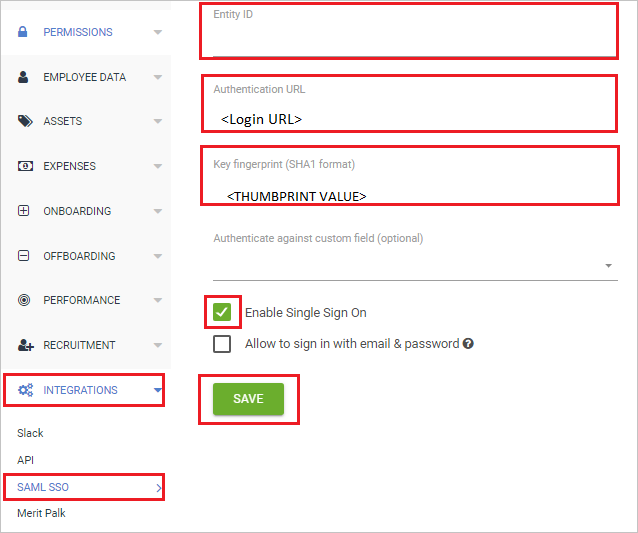 PERMISSIONS
EMPLOYEE DATA
ASSETS
EXPENSES
ONBOARDING
OFFBOARDING
PERFORMANCE
RECRUITMENT
INTEGRATIONS
Slack
API
SAML SSO
Merit Palk
Entity ID
Authentication URL
<Login URL>
Key fingerprint (SHA1 format)
<THUMBPRINT VALUE>
Authenticate against custom field (optional)
Enable Single Sign On
Allow to sign in with email & password ?
SAVE